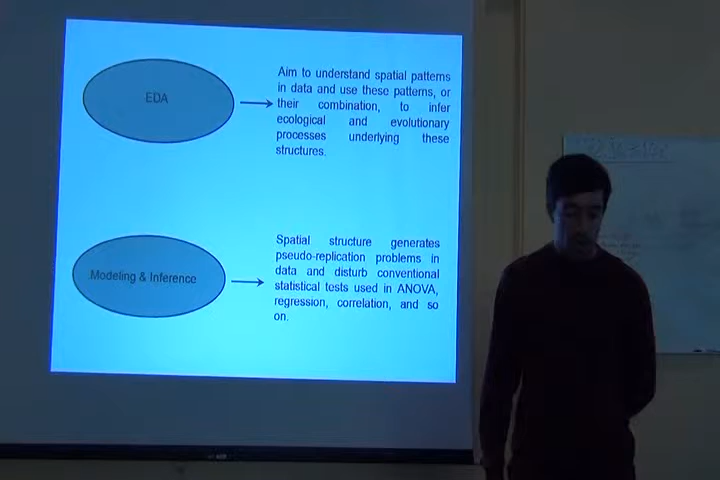 EDA
Aim to understand spatial patterns
in data and use these patterns, or
their combination, to infer
ecological and evolutionary
processes underlying these
structures.
Modeling & Inference
Spatial structure generates
pseudo-replication problems in
data and disturb conventional
statistical tests used in ANOVA,
regression, correlation, and so
on.